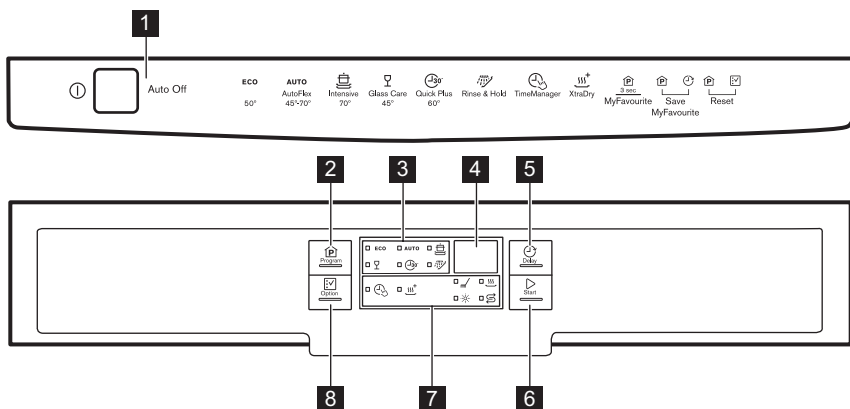 1
Auto Off
ECO
50°
AUTO
AutoFlex
45°-70°
Intensive
70°
Glass Care
45°
30'
Quick Plus
60°
Rinse & Hold
TimeManager
XtraDry
P
3 sec
MyFavourite
P
Save
MyFavourite
P
Reset
2 3 4 5
P
Program
ECO AUTO
30'
Delay
Option
Start
8 7 6